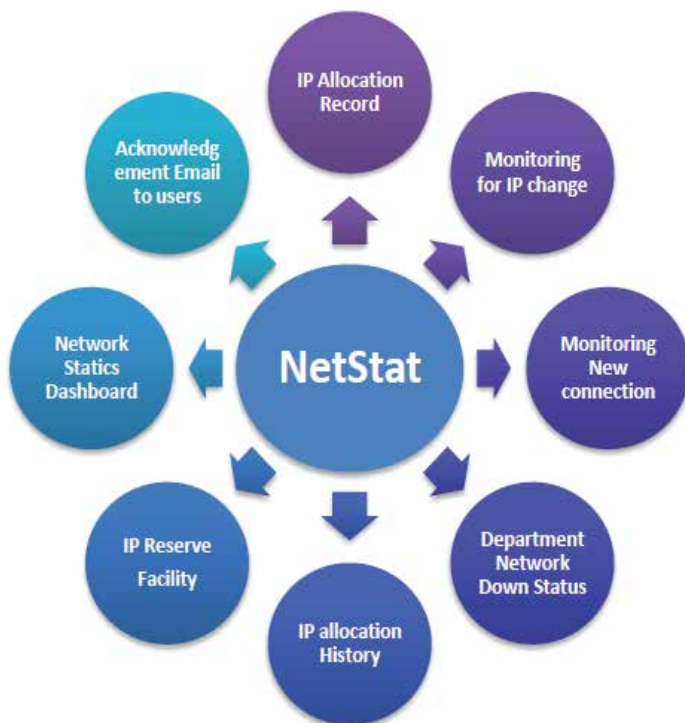 IP Allocation
Record
Monitoring
for IP change
Monitoring
New
connection
Department
Network
Down Status
IP allocation
History
IP Reserve
Facility
Network
Statics
Dashboard
Acknowledg
ement Email
to users
NetStat